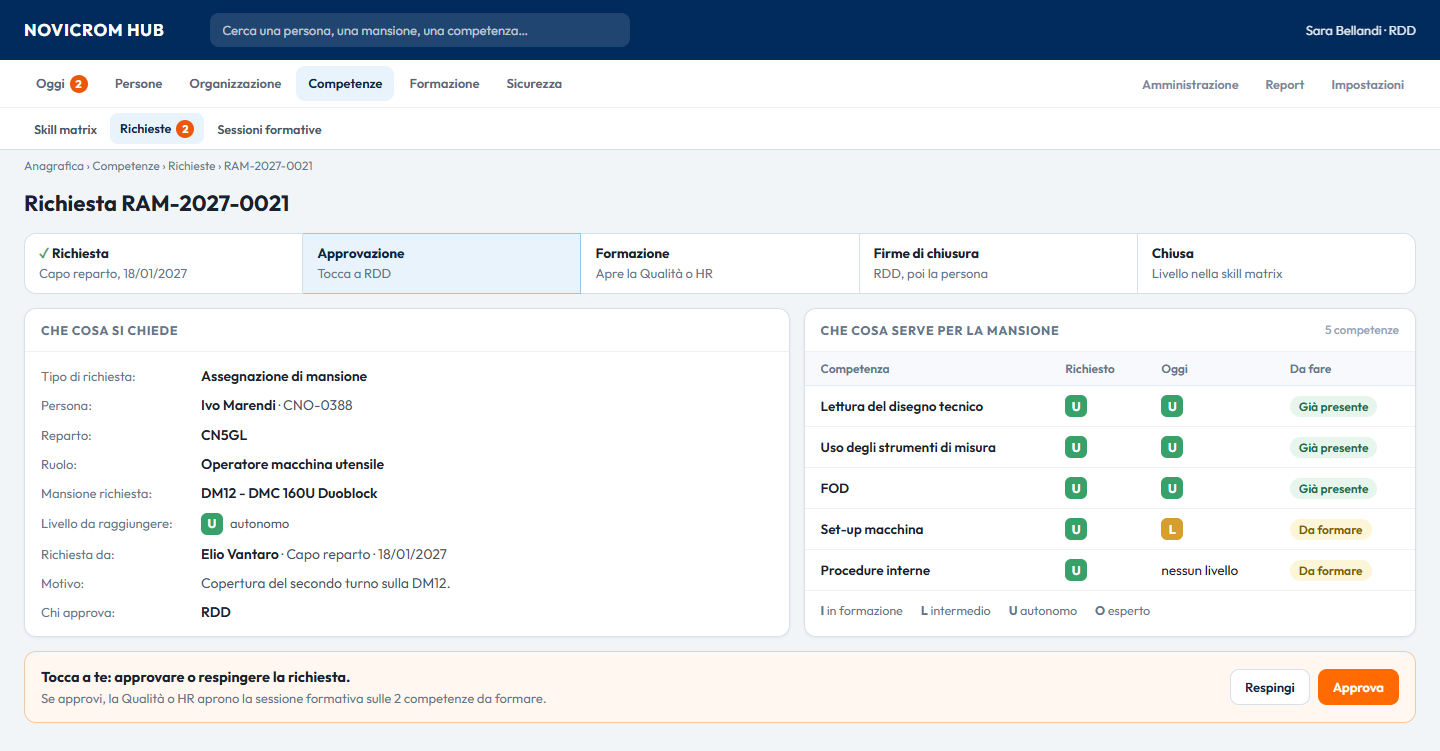 NOVICROM HUB
Cerca una persona, una mansione, una competenza...
Sara Bellandi · RDD
Oggi 2 Persone Organizzazione Competenze Formazione Sicurezza
Amministrazione Report Impostazioni
Skill matrix Richieste 2 Sessioni formative
Anagrafica › Competenze › Richieste › RAM-2027-0021
Richiesta RAM-2027-0021
✓ Richiesta
Capo reparto, 18/01/2027
Approvazione
Tocca a RDD
Formazione
Apre la Qualità o HR
Firme di chiusura
RDD, poi la persona
Chiusa
Livello nella skill matrix
CHE COSA SI CHIEDE
Tipo di richiesta: Assegnazione di mansione
Persona: Ivo Marendi · CNO-0388
Reparto: CN5GL
Ruolo: Operatore macchina utensile
Mansione richiesta: DM12 - DMC 160U Duoblock
Livello da raggiungere: U autonomo
Richiesta da: Elio Vantaro · Capo reparto · 18/01/2027
Motivo: Copertura del secondo turno sulla DM12.
Chi approva: RDD
CHE COSA SERVE PER LA MANSIONE 5 competenze
Competenza Richiesto Oggi Da fare
Lettura del disegno tecnico U U Già presente
Uso degli strumenti di misura U U Già presente
FOD U U Già presente
Set-up macchina U L Da formare
Procedure interne U nessun livello Da formare
I in formazione L intermedio U autonomo O esperto
Tocca a te: approvare o respingere la richiesta.
Se approvi, la Qualità o HR aprono la sessione formativa sulle 2 competenze da formare.
Respingi Approva